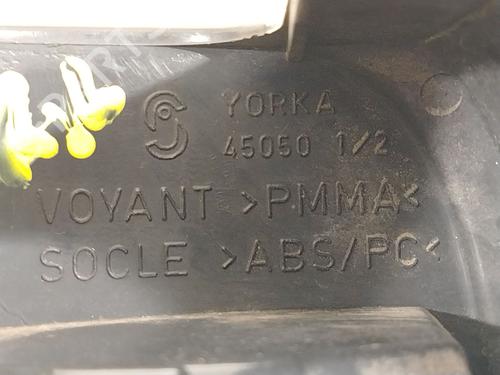 YORKA
45050 1/2
VOYANT >PMMA<
SOCLE >ABS/PC<